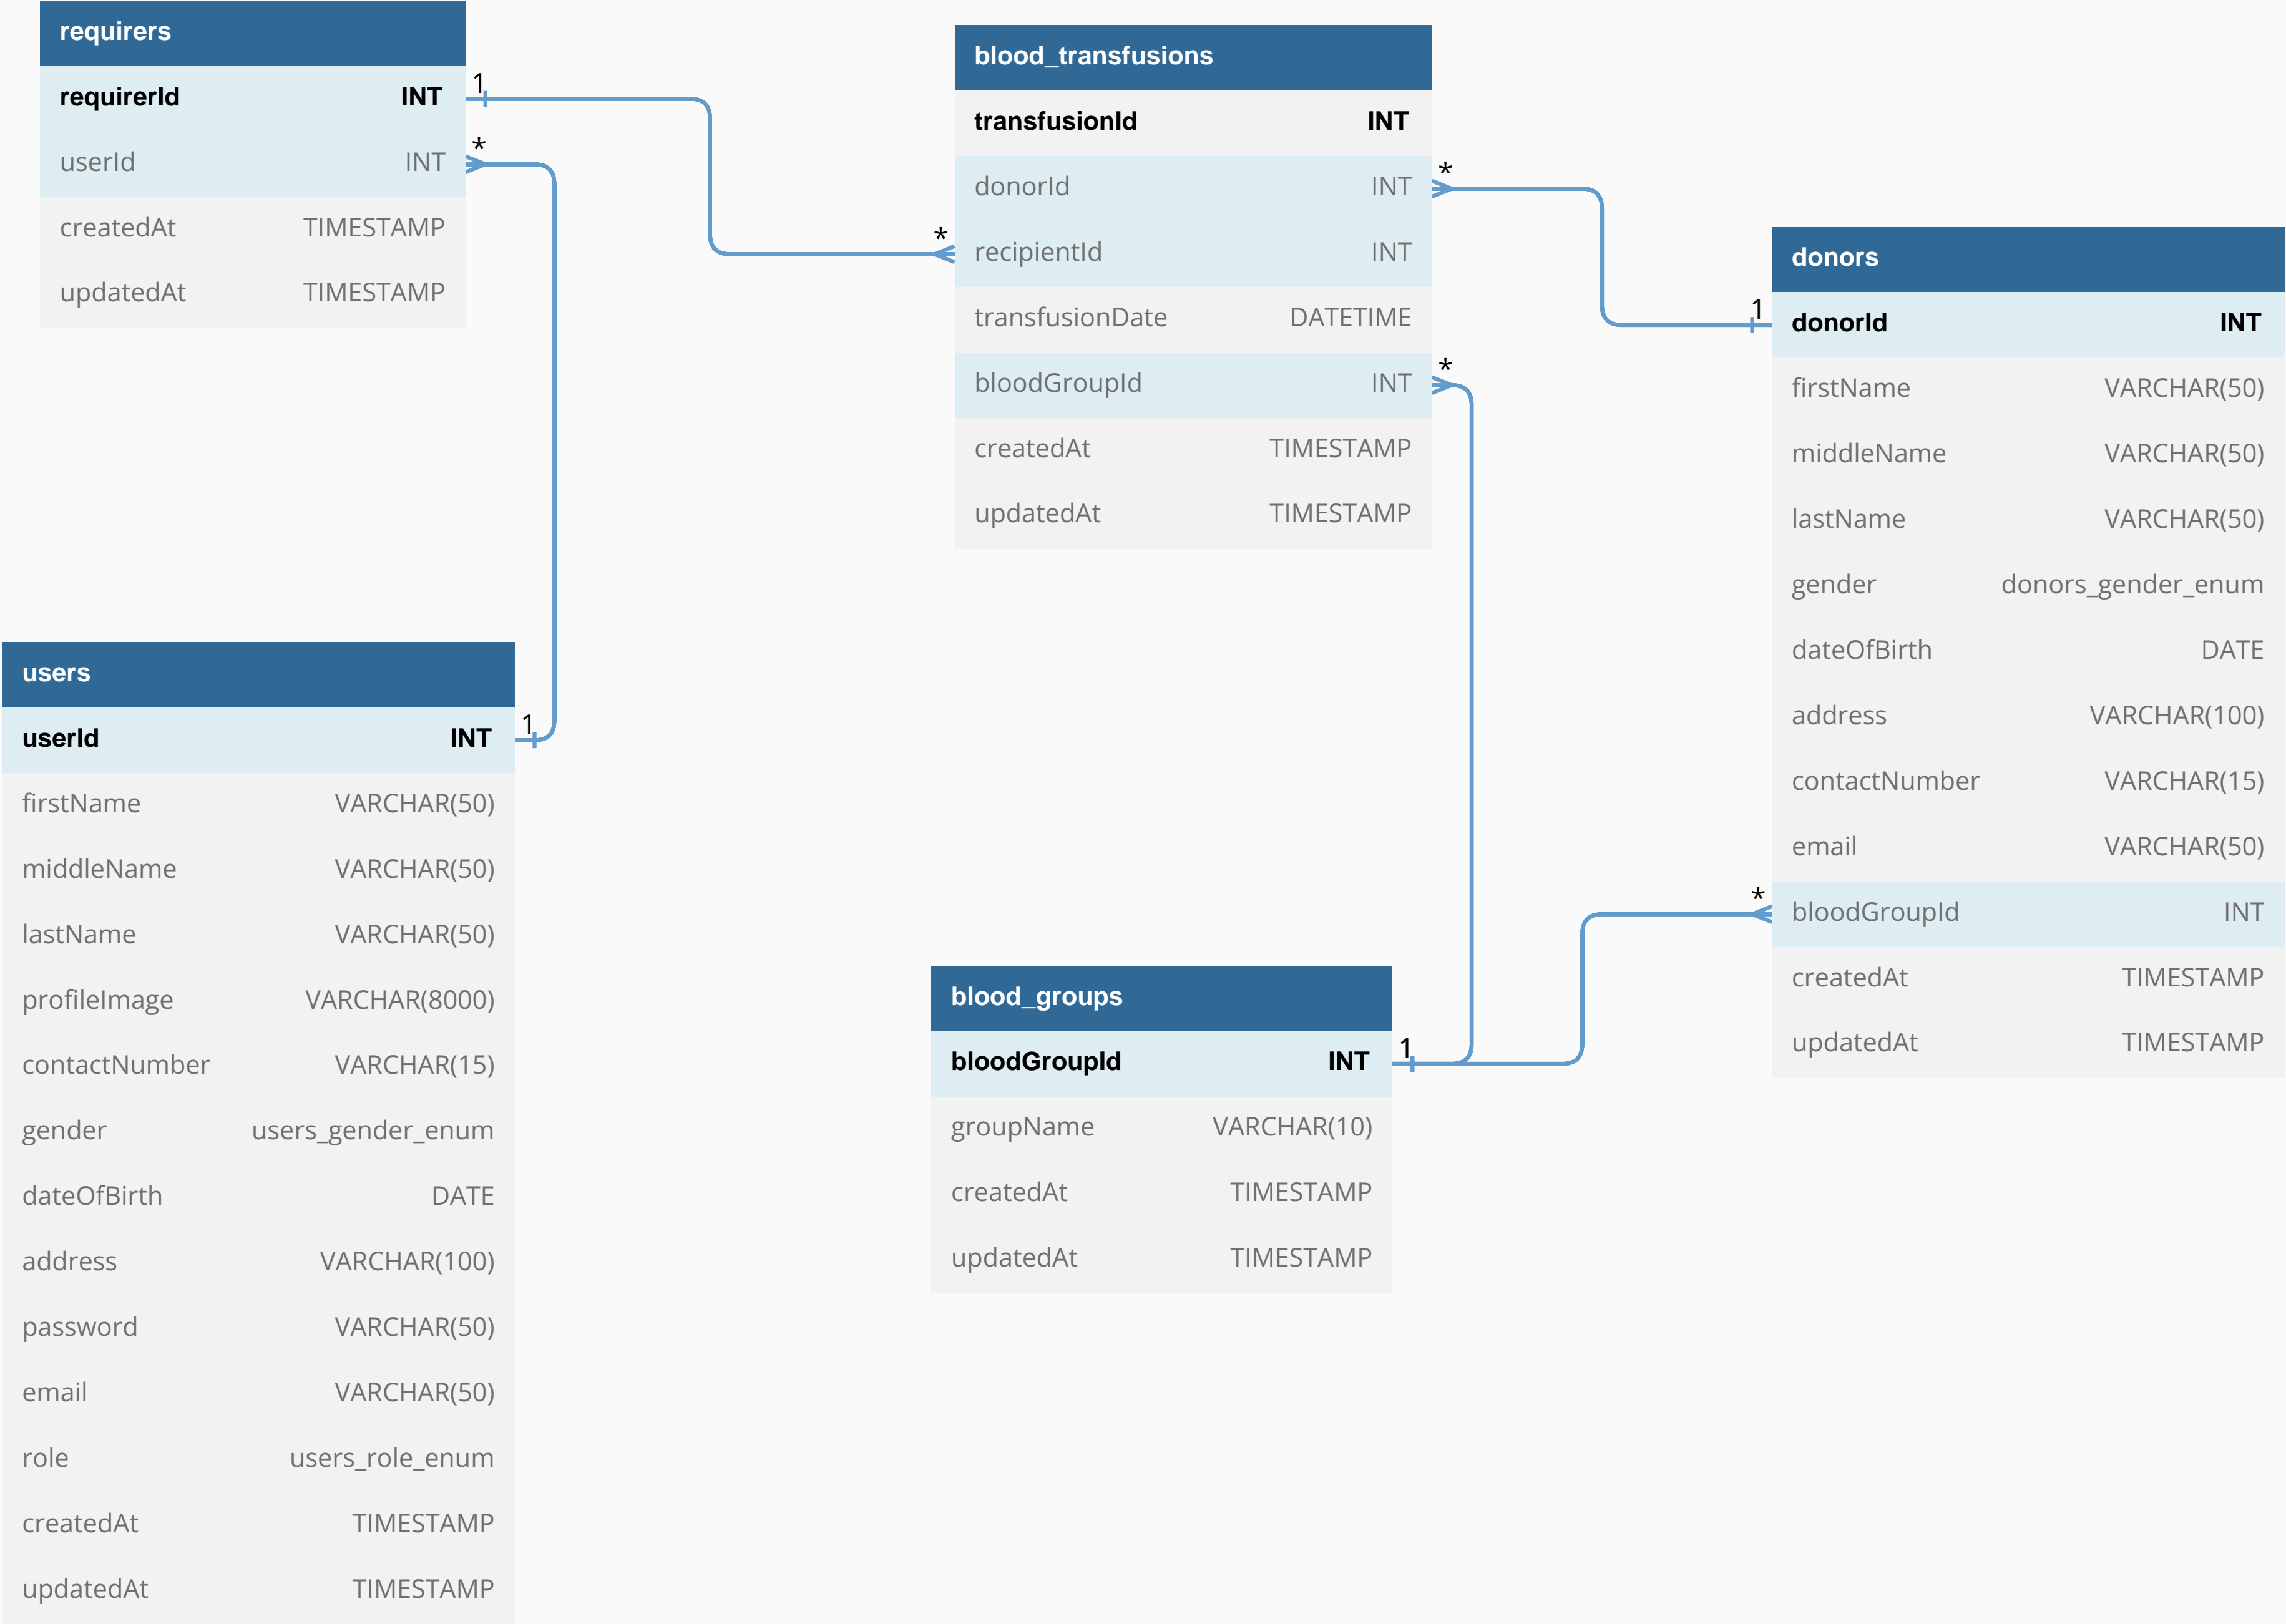 requirers
requirerId INT
userId INT
createdAt TIMESTAMP
updatedAt TIMESTAMP
1
*
*
blood_transfusions
transfusionId INT
donorId INT
recipientId INT
transfusionDate DATETIME
bloodGroupId INT
createdAt TIMESTAMP
updatedAt TIMESTAMP
*
*
donors
donorId INT
firstName VARCHAR(50)
middleName VARCHAR(50)
lastName VARCHAR(50)
gender donors_gender_enum
dateOfBirth DATE
address VARCHAR(100)
contactNumber VARCHAR(15)
email VARCHAR(50)
bloodGroupId INT
createdAt TIMESTAMP
updatedAt TIMESTAMP
1
*
users
userId INT
firstName VARCHAR(50)
middleName VARCHAR(50)
lastName VARCHAR(50)
profileImage VARCHAR(8000)
contactNumber VARCHAR(15)
gender users_gender_enum
dateOfBirth DATE
address VARCHAR(100)
password VARCHAR(50)
email VARCHAR(50)
role users_role_enum
createdAt TIMESTAMP
updatedAt TIMESTAMP
1
blood_groups
bloodGroupId INT
groupName VARCHAR(10)
createdAt TIMESTAMP
updatedAt TIMESTAMP
1